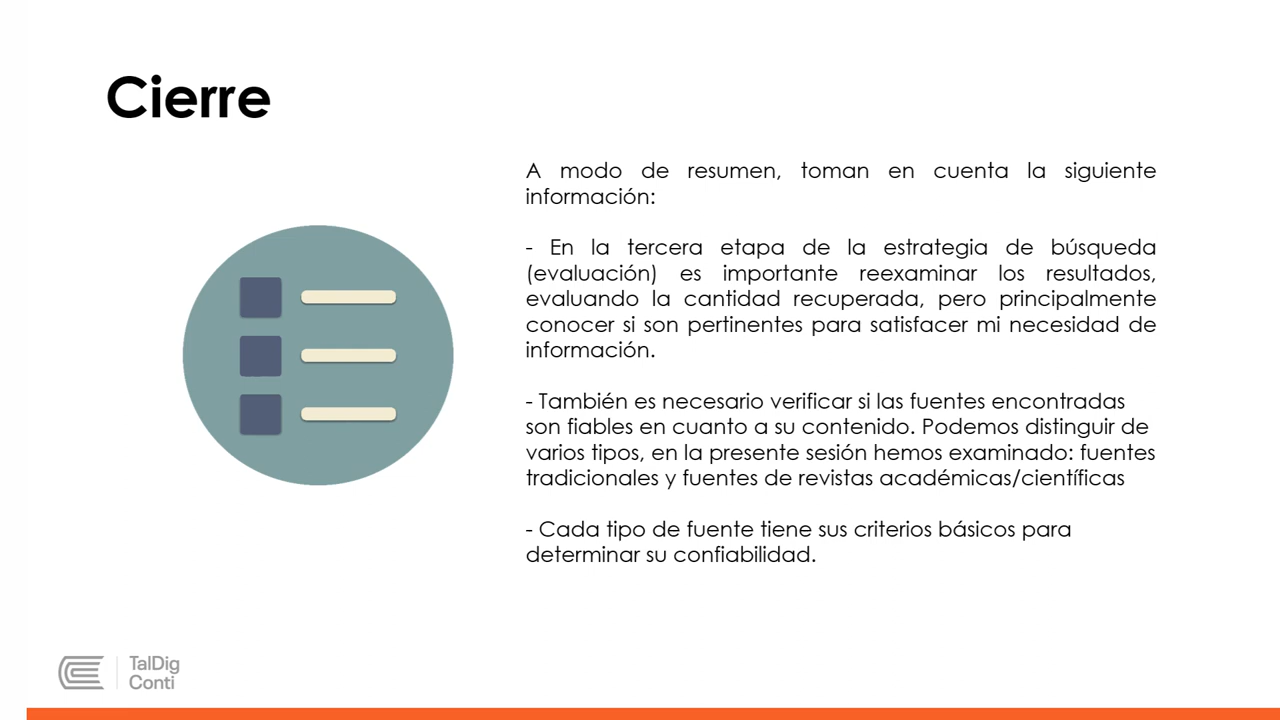 Cierre
A modo de resumen, toman en cuenta la siguiente
información:
- En la tercera etapa de la estrategia de búsqueda
(evaluación) es importante reexaminar los resultados,
evaluando la cantidad recuperada, pero principalmente
conocer si son pertinentes para satisfacer mi necesidad de
información.
- También es necesario verificar si las fuentes encontradas
son fiables en cuanto a su contenido. Podemos distinguir de
varios tipos, en la presente sesión hemos examinado: fuentes
tradicionales y fuentes de revistas académicas/científicas
- Cada tipo de fuente tiene sus criterios básicos para
determinar su confiabilidad.
TalDig
Conti